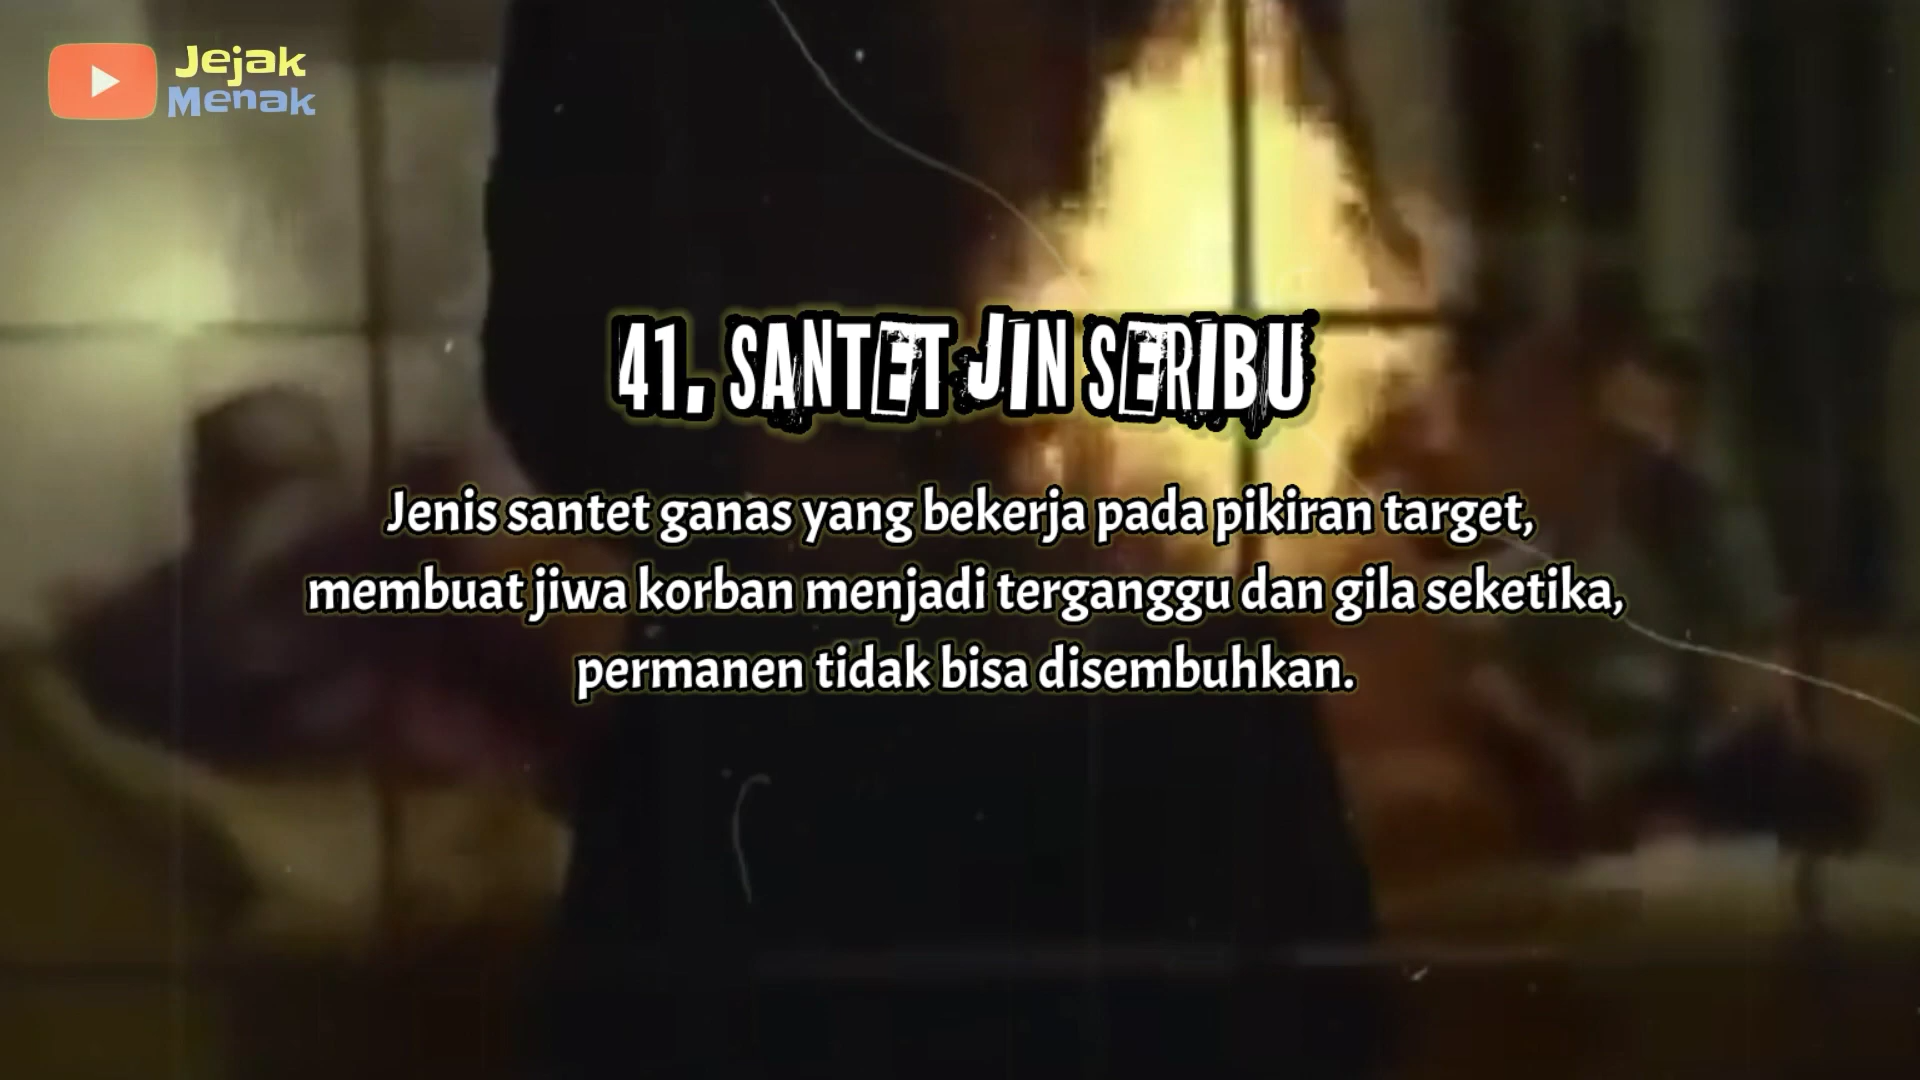 Jejak
Menak
41. SANTET JIN SERIBU
Jenis santet ganas yang bekerja pada pikiran target,
membuat jiwa korban menjadi terganggu dan gila seketika,
permanen tidak bisa disembuhkan.